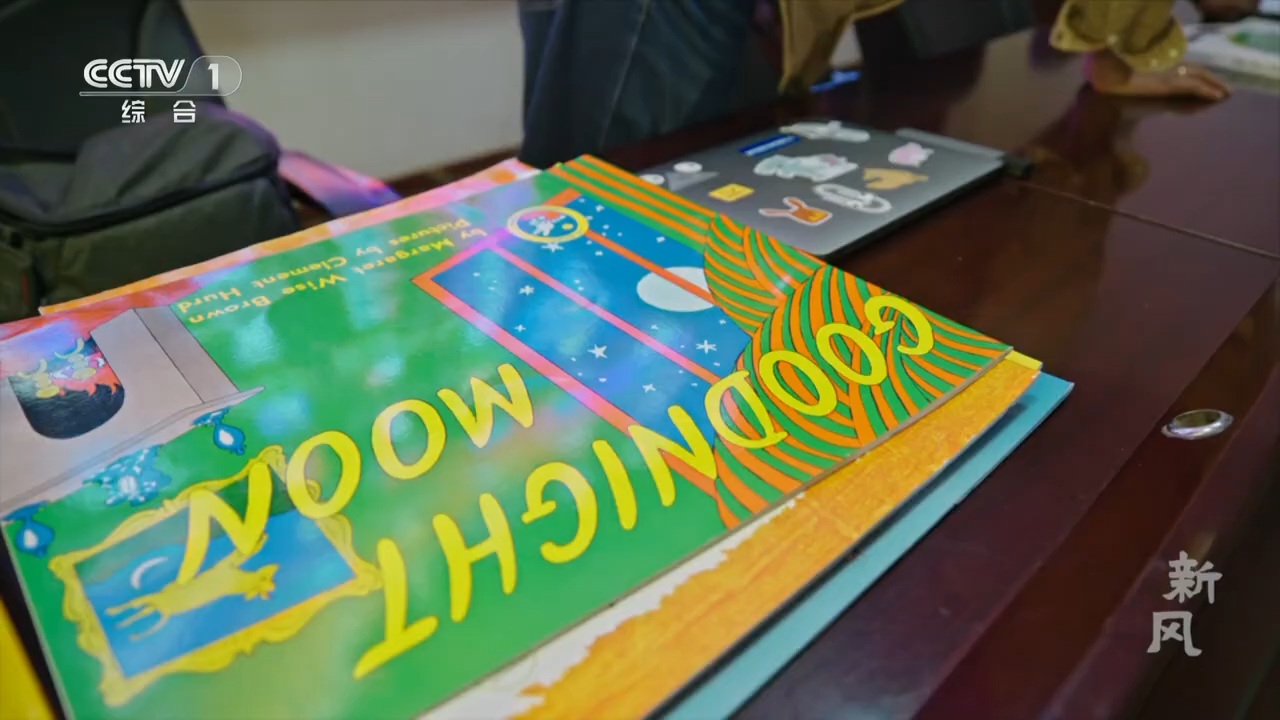 CCTV 1
综合
GOODNIGHT
MOON
by Margaret Wise Brown
Pictures by Clement Hurd
新
风